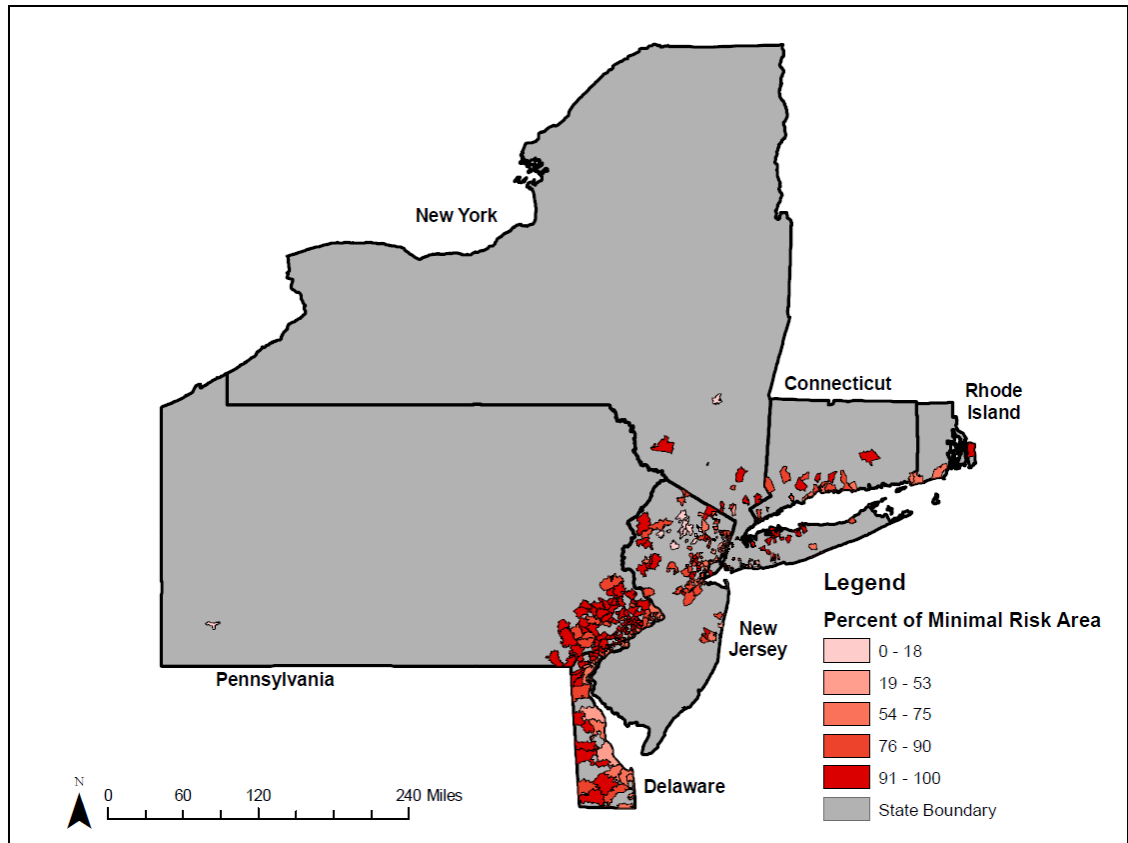 New York
Connecticut
Rhode
Island
Legend
Percent of Minimal Risk Area
0 - 18
19 - 53
54 - 75
76 - 90
91 - 100
State Boundary
New
Jersey
Pennsylvania
Delaware
N
0 60 120 240 Miles